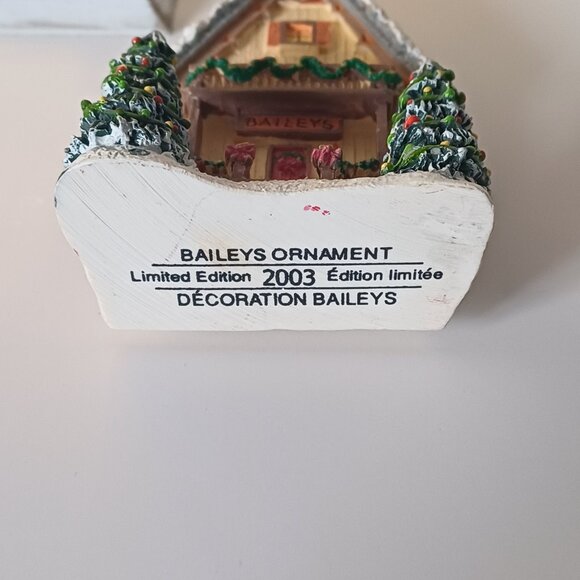 BAILEYS
BAILEYS ORNAMENT
Limited Edition 2003 Édition limitée
DÉCORATION BAILEYS